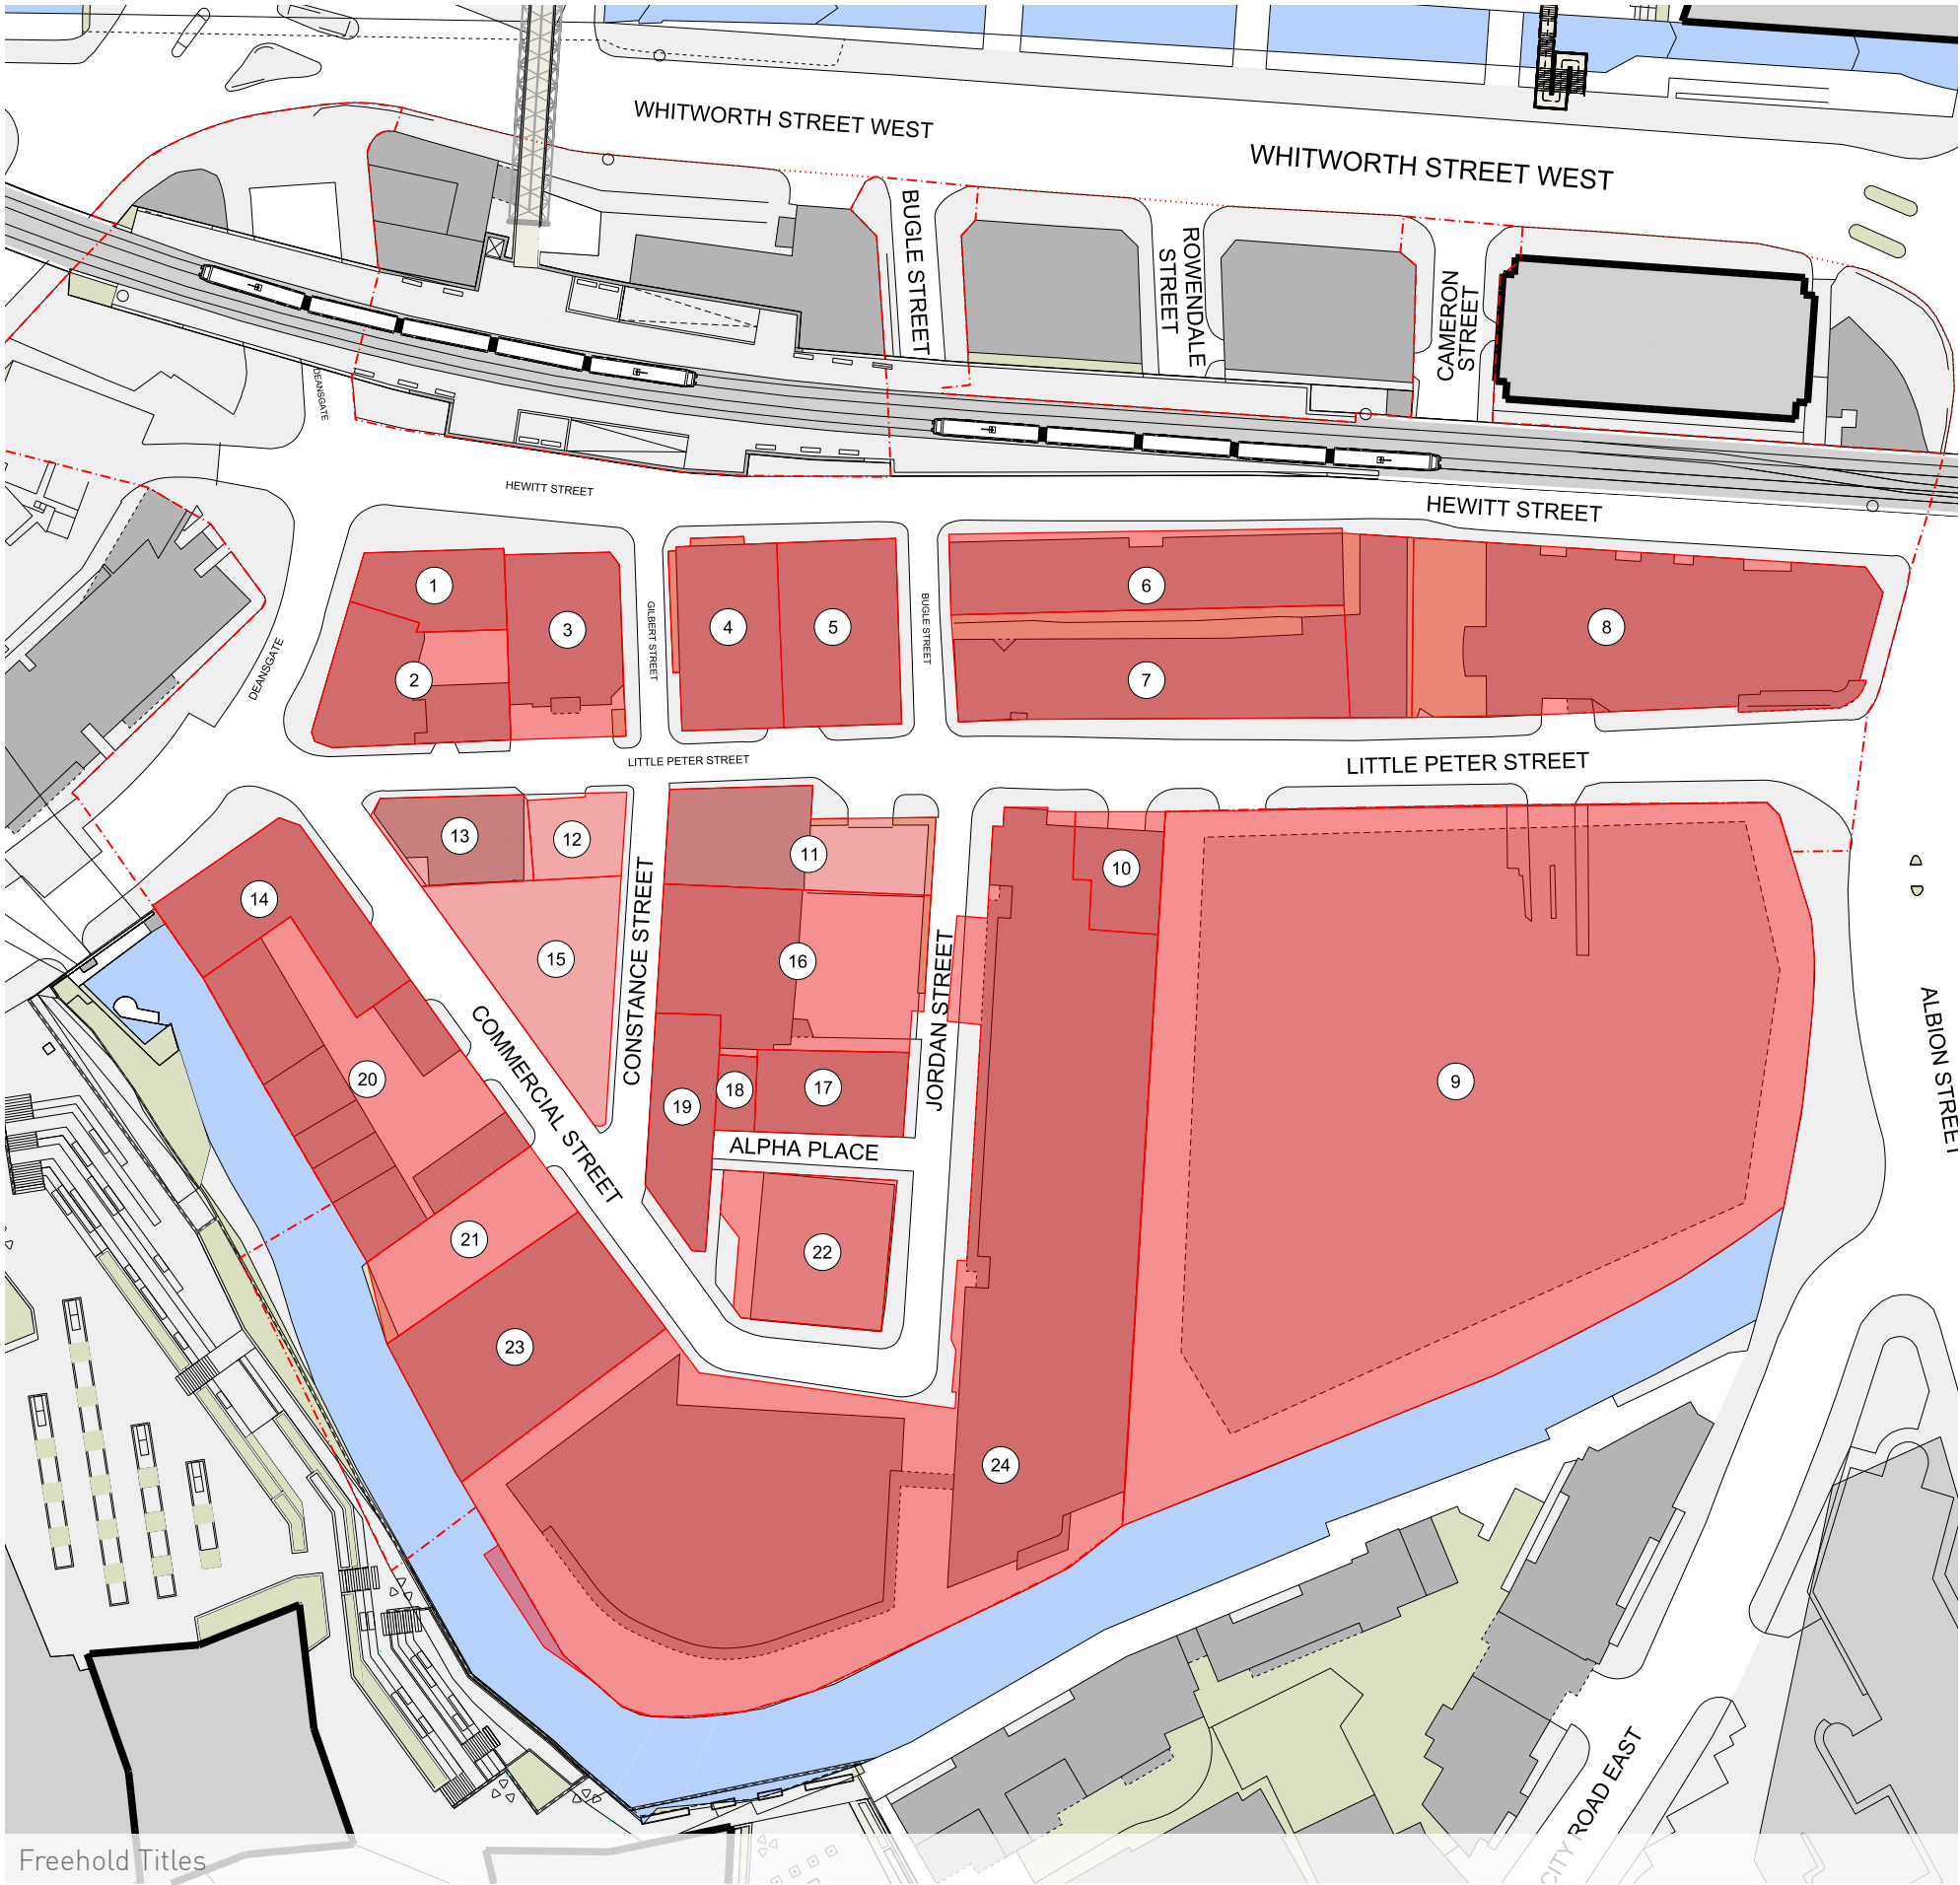 WHITWORTH STREET WEST
WHITWORTH STREET WEST
BUGLE STREET
ROWENDALE
STREET
CAMERON
STREET
DEANSGATE
HEWITT STREET
HEWITT STREET
1
2
3
4
5
6
7
8
GILBERT STREET
BUGLE STREET
DEANSGATE
LITTLE PETER STREET
LITTLE PETER STREET
13
12
11
10
14
15
16
9
CONSTANCE STREET
JORDAN STREET
ALBION STREET
COMMERCIAL STREET
20
19
18
17
ALPHA PLACE
21
22
23
24
CITY ROAD EAST
Freehold Titles